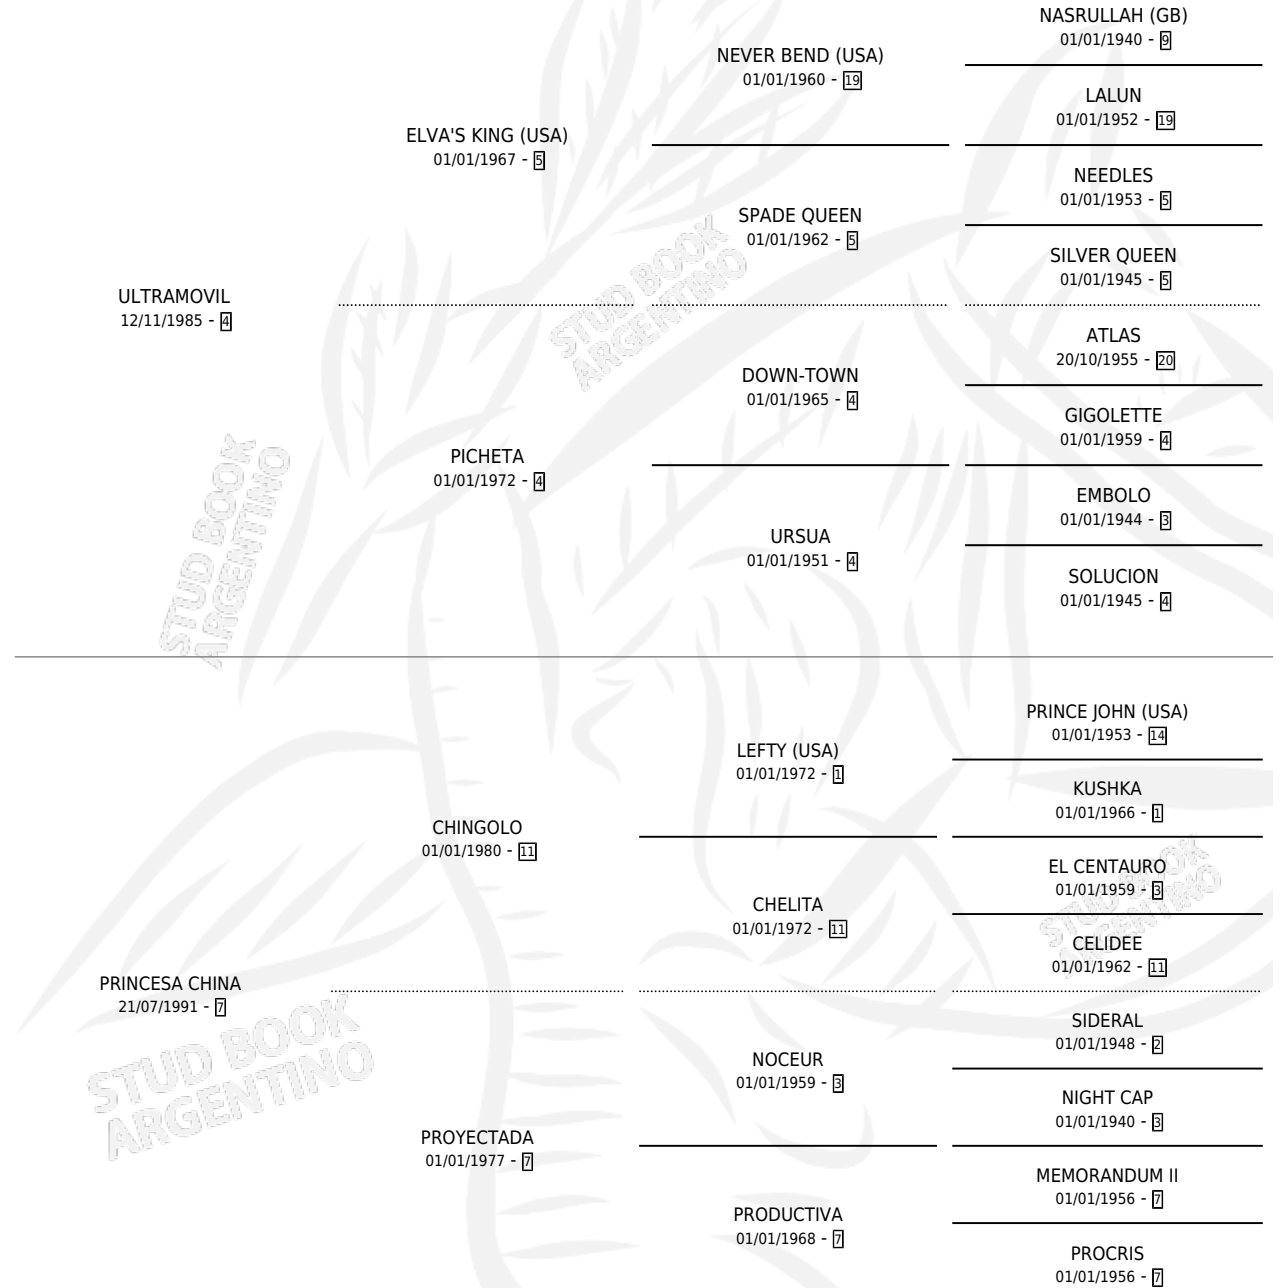 NASRULLAH (GB)
01/01/1940 - 9
NEVER BEND (USA)
01/01/1960 - 19
LALUN
01/01/1952 - 19
ELVA'S KING (USA)
01/01/1967 - 5
NEEDLES
01/01/1953 - 5
SPADE QUEEN
01/01/1962 - 5
SILVER QUEEN
01/01/1945 - 5
ULTRAMOVIL
12/11/1985 - 4
STUD BOOK
ARGENTINO
ATLAS
20/10/1955 - 20
DOWN-TOWN
01/01/1965 - 4
GIGOLETTE
01/01/1959 - 4
PICHETA
01/01/1972 - 4
EMBOLO
01/01/1944 - 3
URSUA
01/01/1951 - 4
SOLUCION
01/01/1945 - 4
STUD BOOK
ARGENTINO
PRINCE JOHN (USA)
01/01/1953 - 14
LEFTY (USA)
01/01/1972 - 1
KUSHKA
01/01/1966 - 1
CHINGOLO
01/01/1980 - 11
EL CENTAURO
01/01/1959 - 3
CHELITA
01/01/1972 - 11
STUD BOOK
ARGENTINO
CELIDEE
01/01/1962 - 11
PRINCESA CHINA
21/07/1991 - 7
SIDERAL
01/01/1948 - 2
NOCEUR
01/01/1959 - 3
STUD BOOK
ARGENTINO
NIGHT CAP
01/01/1940 - 3
PROYECTADA
01/01/1977 - 7
MEMORANDUM II
01/01/1956 - 7
PRODUCTIVA
01/01/1968 - 7
PROCRIS
01/01/1956 - 7